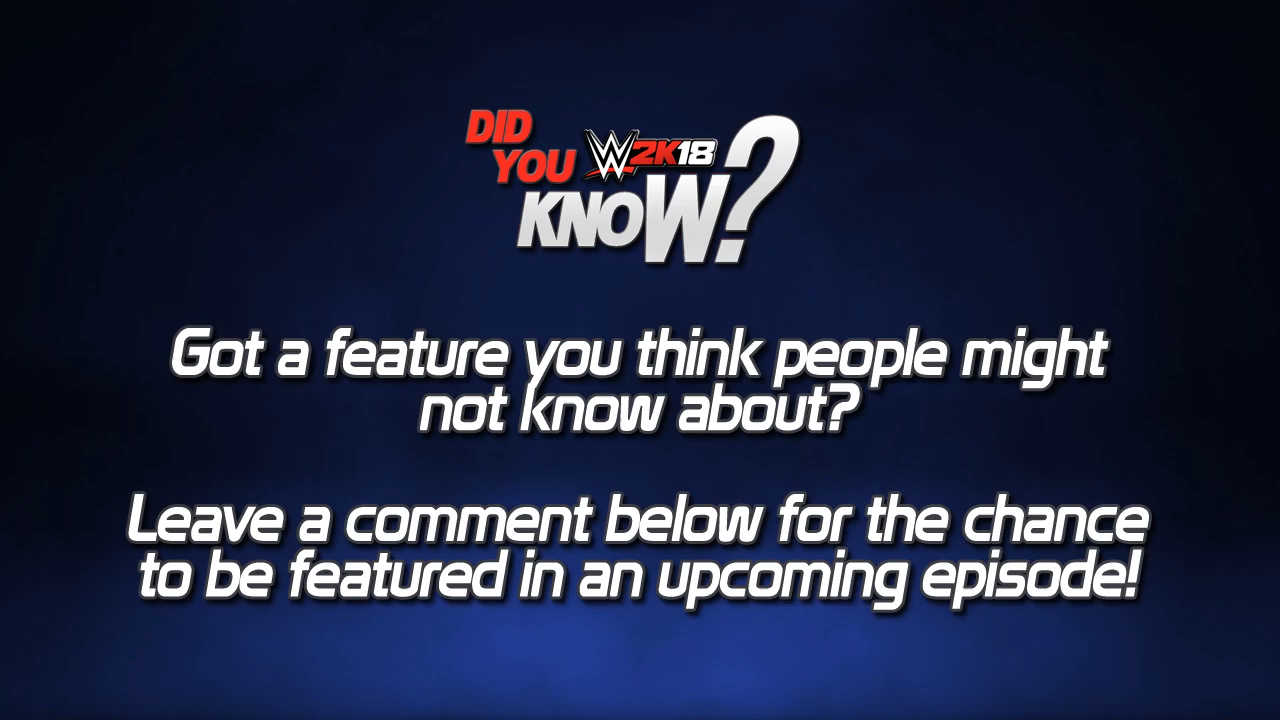 DID
YOU W 2K18
KNOW?
Got a feature you think people might
not know about?
Leave a comment below for the chance
to be featured in an upcoming episode!